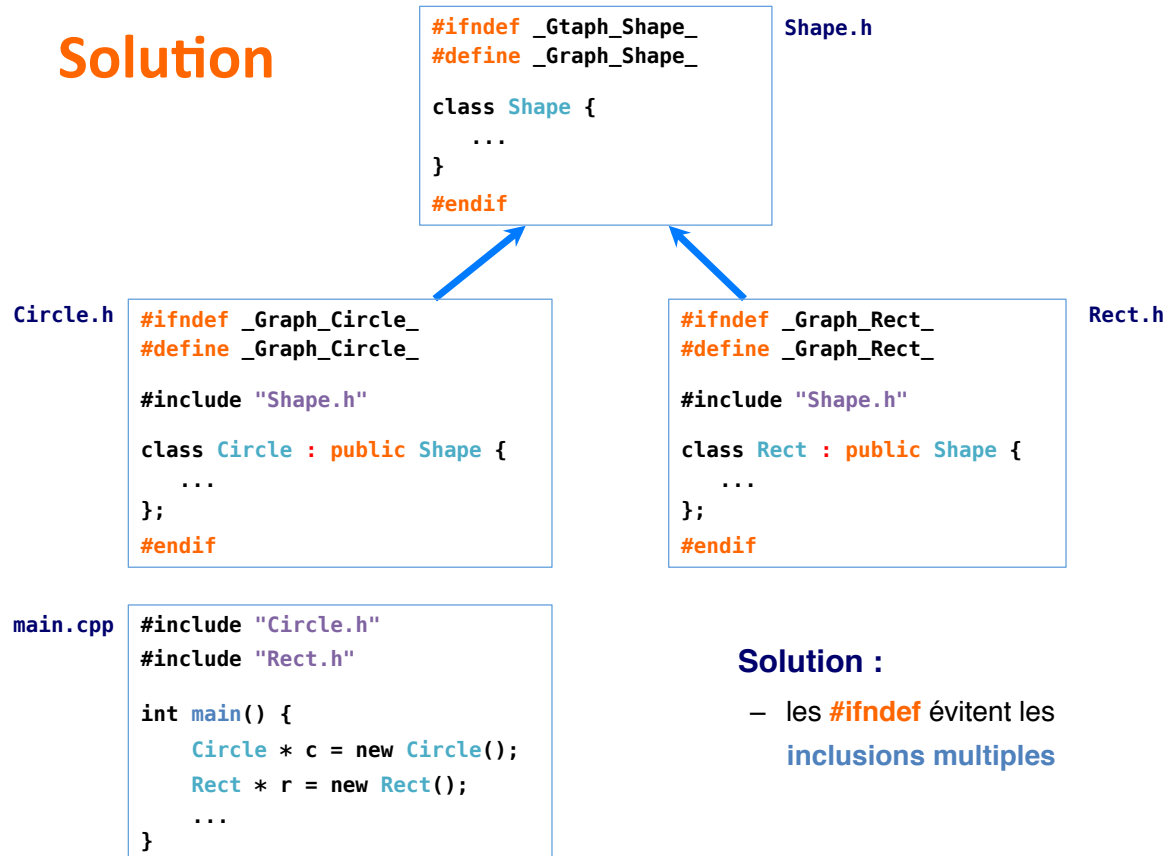 Solution
Shape.h
#ifndef _Gtaph_Shape_
#define _Graph_Shape_
class Shape {
...
}
#endif
Circle.h
#ifndef _Graph_Circle_
#define _Graph_Circle_
#include "Shape.h"
class Circle : public Shape {
...
};
#endif
Rect.h
#ifndef _Graph_Rect_
#define _Graph_Rect_
#include "Shape.h"
class Rect : public Shape {
...
};
#endif
main.cpp
#include "Circle.h"
#include "Rect.h"
int main() {
Circle * c = new Circle();
Rect * r = new Rect();
...
}
Solution :
– les #ifndef évitent les
inclusions multiples